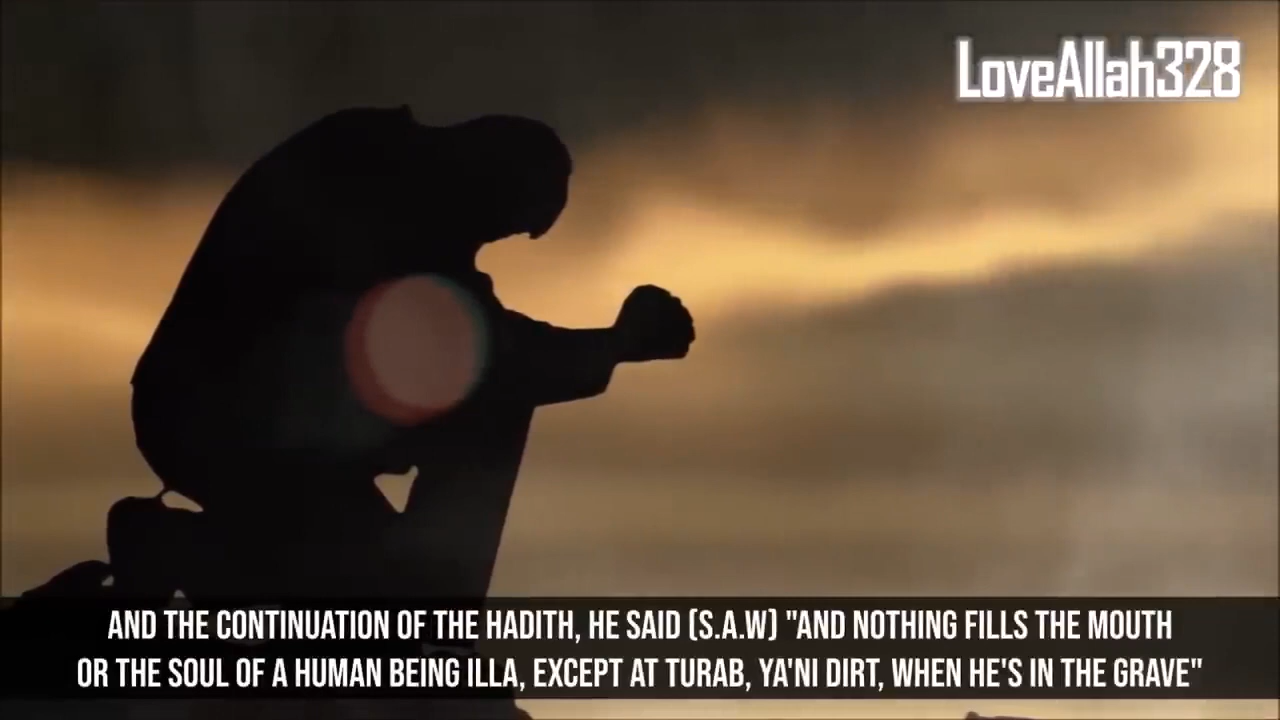 LoveAllah328
AND THE CONTINUATION OF THE HADITH, HE SAID (S.A.W) "AND NOTHING FILLS THE MOUTH
OR THE SOUL OF A HUMAN BEING ILLA, EXCEPT AT TURAB, YA'NI DIRT, WHEN HE'S IN THE GRAVE"